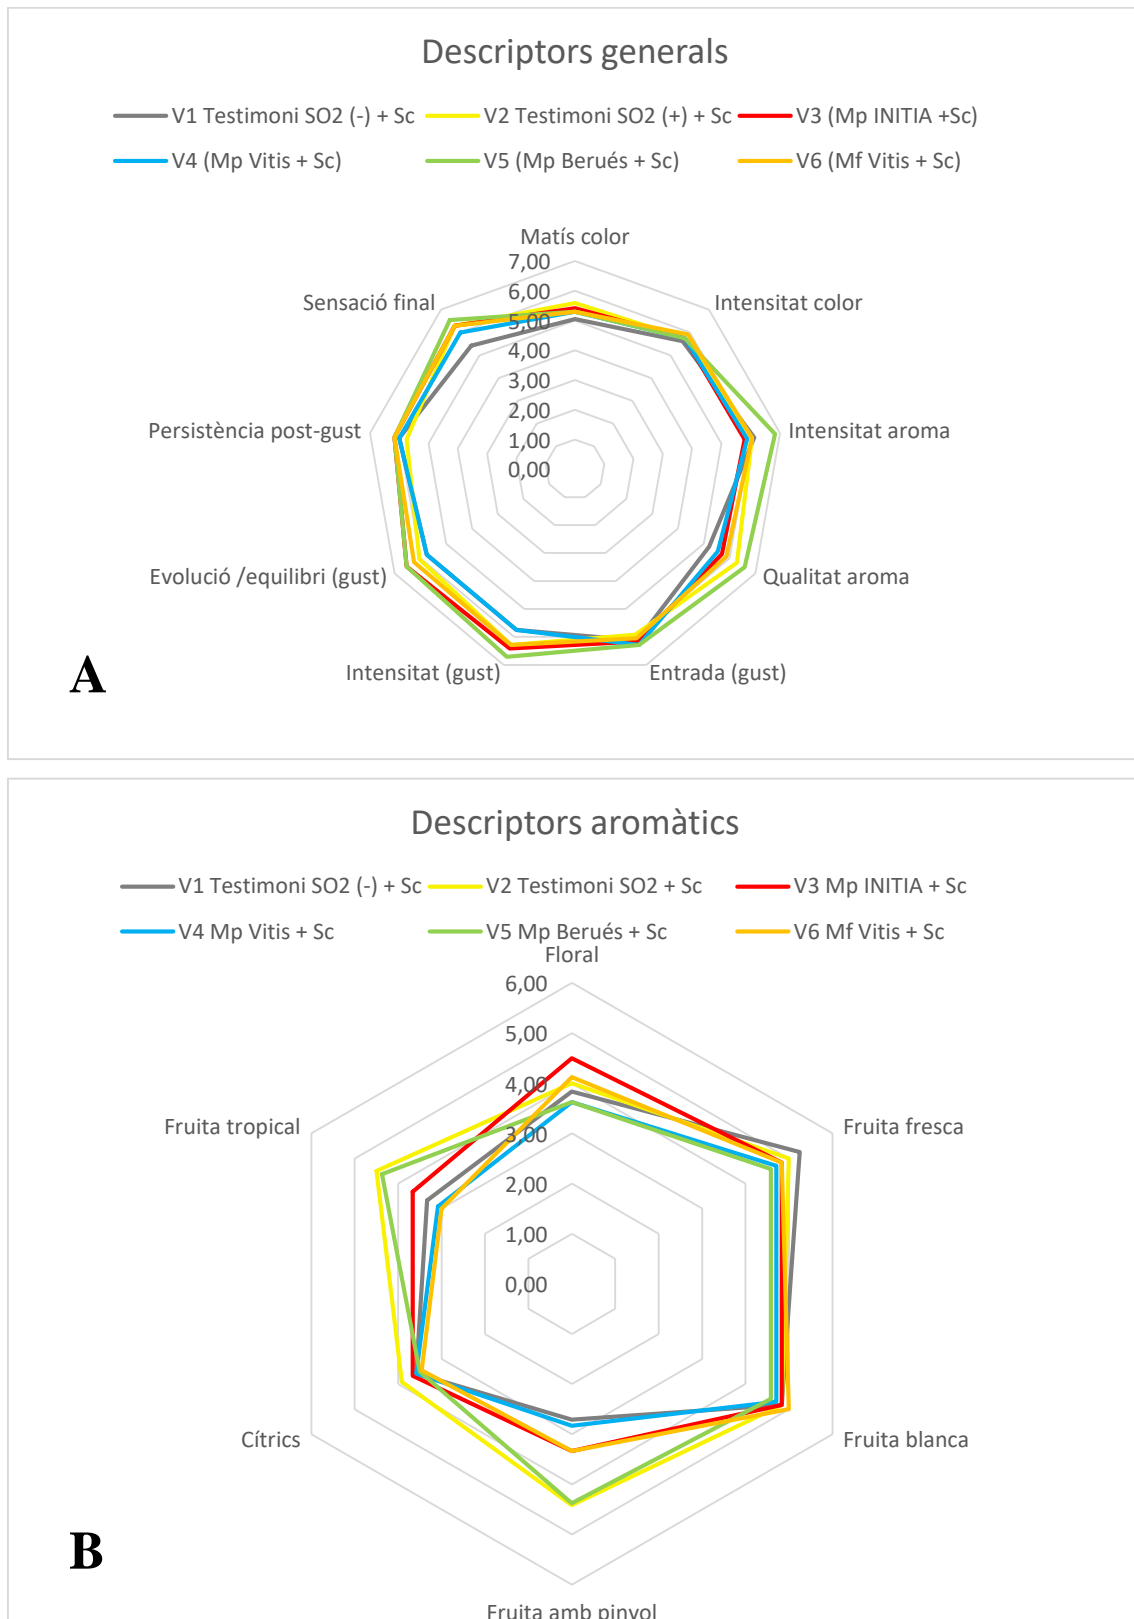 Descriptors generals
V1 Testimoni SO2 (-) + Sc V2 Testimoni SO2 (+) + Sc V3 (Mp INITIA +Sc)
V4 (Mp Vitis + Sc) V5 (Mp Berués + Sc) V6 (Mf Vitis + Sc)
Matís color
7,00
6,00
5,00
4,00
3,00
2,00
1,00
0,00
Sensació final
Intensitat color
Persistència post-gust
Intensitat aroma
Evolució /equilibri (gust)
Qualitat aroma
Intensitat (gust)
Entrada (gust)
A
Descriptors aromàtics
V1 Testimoni SO2 (-) + Sc V2 Testimoni SO2 + Sc V3 Mp INITIA + Sc
V4 Mp Vitis + Sc V5 Mp Berués + Sc V6 Mf Vitis + Sc
Floral
6,00
5,00
4,00
3,00
2,00
1,00
0,00
Fruita tropical
Fruita fresca
Cítrics
Fruita blanca
B
Fruita amb pinyol